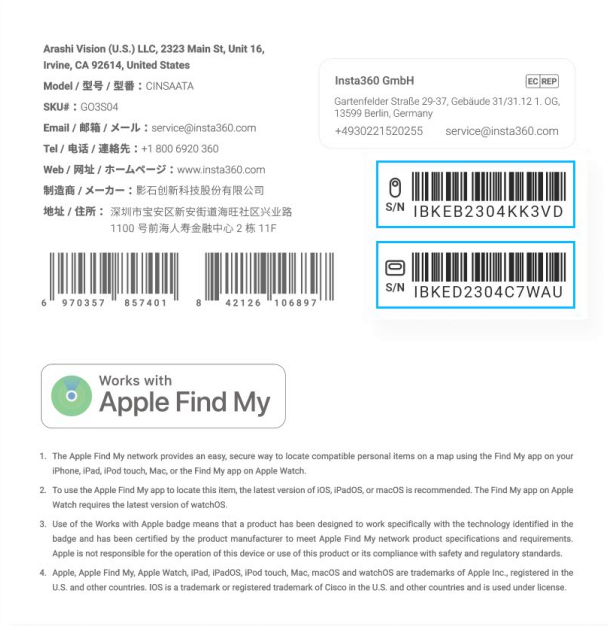 Arashi Vision (U.S.) LLC, 2323 Main St, Unit 16,
Irvine, CA 92614, United States
Model / 型号 / 型番：CINSAATA
SKU#：GO3S04
Email / 邮箱 / メール：service@insta360.com
Tel / 电话 / 連絡先：+1 800 6920 360
Web / 网址 / ホームページ：www.insta360.com
制造商 / メーカー：影石创新科技股份有限公司
地址 / 住所： 深圳市宝安区新安街道海旺社区兴业路
1100 号前海人寿金融中心 2 栋 11F
6 970357 857401
8 42126 106897
Insta360 GmbH
EC REP
Gartenfelder Straße 29-37, Gebäude 31/31.12 1. OG,
13599 Berlin, Germany
+4930221520255 service@insta360.com
S/N IBKEB2304KK3VD
S/N IBKED2304C7WAU
Works with
Apple Find My
1. The Apple Find My network provides an easy, secure way to locate compatible personal items on a map using the Find My app on your
iPhone, iPad, iPod touch, Mac, or the Find My app on Apple Watch.
2. To use the Apple Find My app to locate this item, the latest version of iOS, iPadOS, or macOS is recommended. The Find My app on Apple
Watch requires the latest version of watchOS.
3. Use of the Works with Apple badge means that a product has been designed to work specifically with the technology identified in the
badge and has been certified by the product manufacturer to meet Apple Find My network product specifications and requirements.
Apple is not responsible for the operation of this device or use of this product or its compliance with safety and regulatory standards.
4. Apple, Apple Find My, Apple Watch, iPad, iPadOS, iPod touch, Mac, macOS and watchOS are trademarks of Apple Inc., registered in the
U.S. and other countries. IOS is a trademark or registered trademark of Cisco in the U.S. and other countries and is used under license.